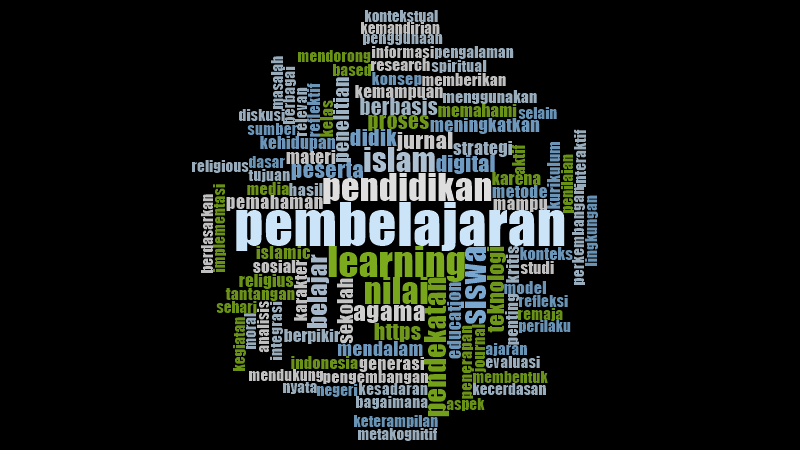 kontekstual
kemandirian
penggunaan
mendorong
informasi
pengalaman
based
research
spiritual
masalah
berbagai
konsep
memberikan
kemampuan
menggunakan
relevan
reflektif
kelas
penelitian
berbasis
memahami
selain
diskusi
proses
meningkatkan
sumber
kehidupan
didik
jurnal
strategi
materi
islam
digital
aktif
kurikulum
penilaian
interaktif
religious
dasar
tujuan
peserta
karena
media
hasil
pendidikan
metode
mampu
pemahaman
berdasarkan
implementasi
pembelajaran
perkembangan
lingkungan
islamic
sosial
learning
siswa
teknologi
kritis
konteks
studi
religius
tantangan
karakter
belajar
nilai
pendekatan
education
model
refleksi
penting
remaja
perilaku
sehari
sekolah
agama
https
kegiatan
moral
analisis
integrasi
berpikir
mendalam
penerapan
journal
ajaran
evaluasi
indonesia
generasi
mendukung
pengembangan
membentuk
nyata
negeri
kesadaran
kecerdasan
bagaimana
aspek
keterampilan
metakognitif